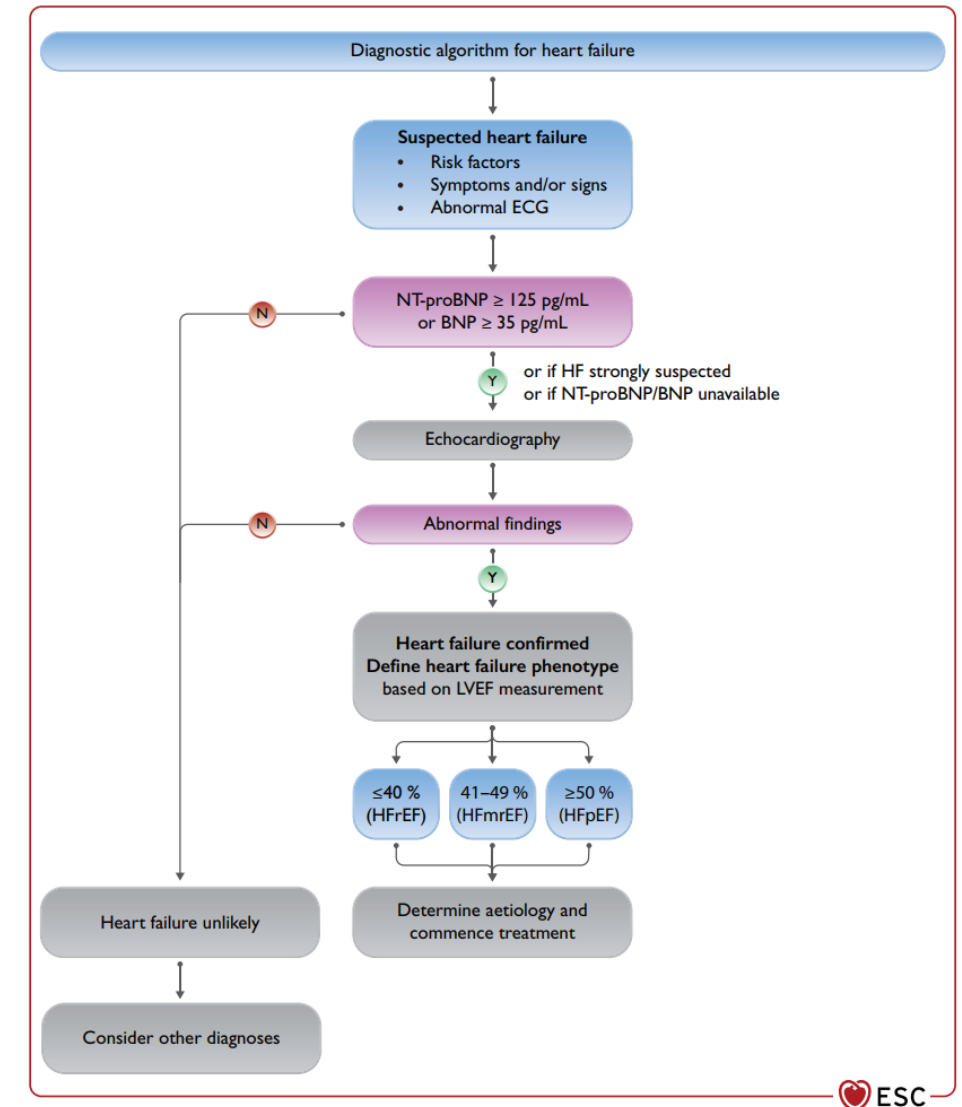 Diagnostic algorithm for heart failure
Suspected heart failure
• Risk factors
• Symptoms and/or signs
• Abnormal ECG
NT-proBNP ≥ 125 pg/mL
or BNP ≥ 35 pg/mL
N
Y
or if HF strongly suspected
or if NT-proBNP/BNP unavailable
Echocardiography
Abnormal findings
N
Y
Heart failure confirmed
Define heart failure phenotype
based on LVEF measurement
≤40 %
(HFrEF)
41–49 %
(HFmrEF)
≥50 %
(HFpEF)
Heart failure unlikely
Determine aetiology and
commence treatment
Consider other diagnoses
ESC